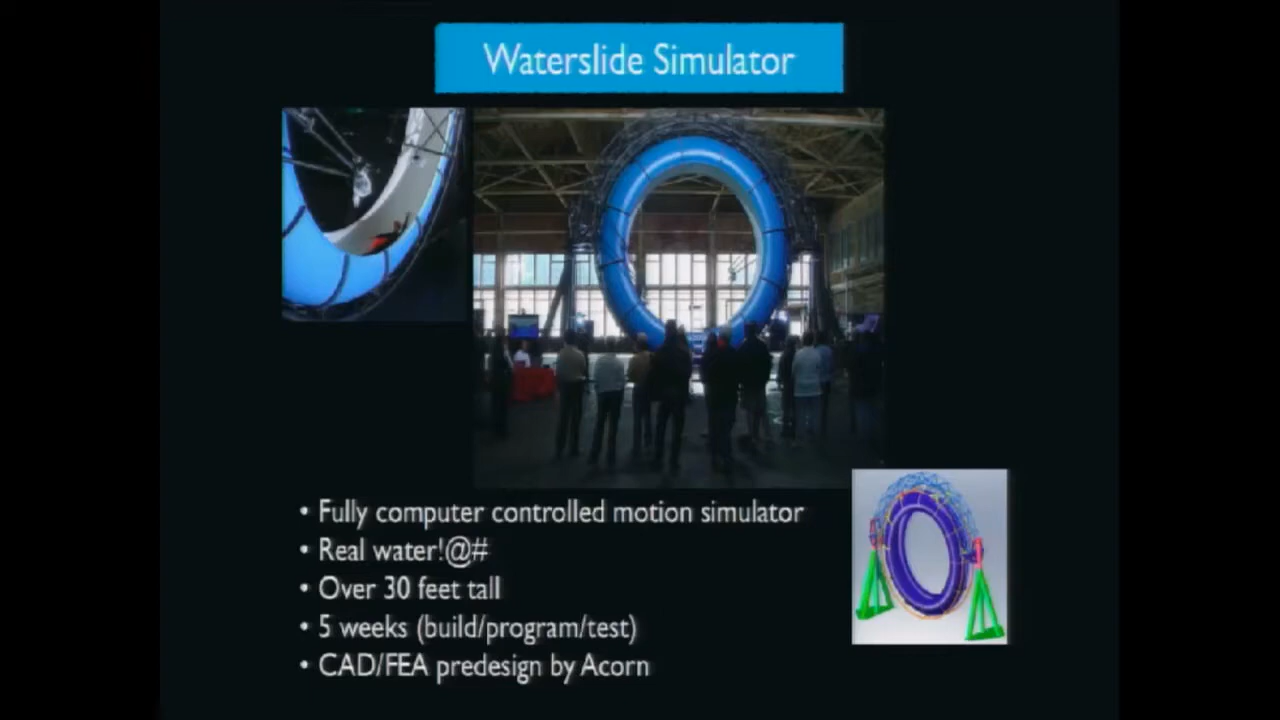 Waterslide Simulator
• Fully computer controlled motion simulator
• Real water!@#
• Over 30 feet tall
• 5 weeks (build/program/test)
• CAD/FEA predesign by Acorn